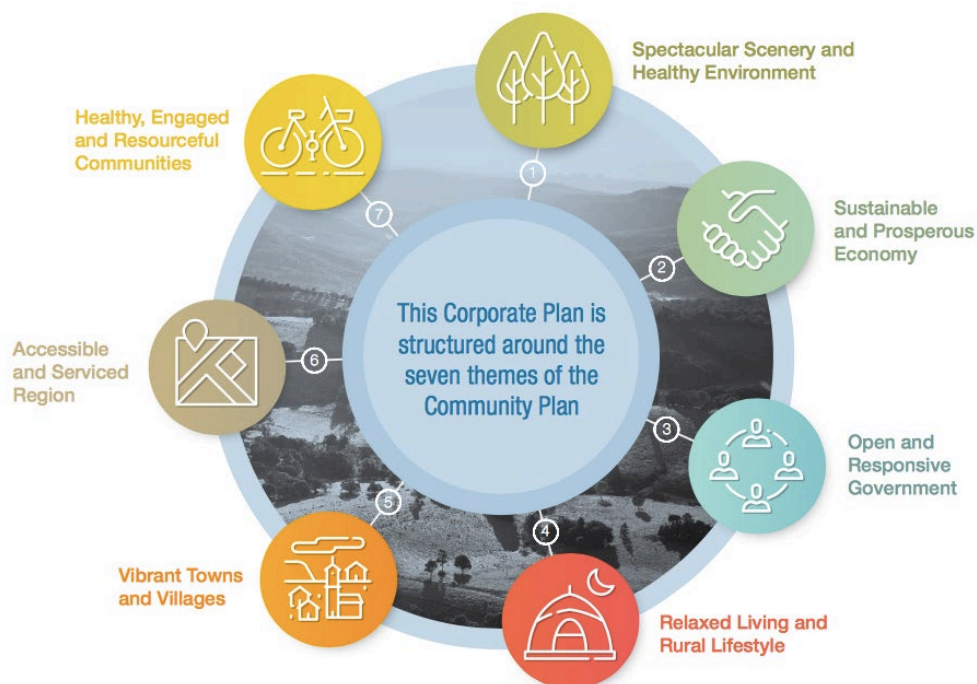 Spectacular Scenery and
Healthy Environment
1
Sustainable
and Prosperous
Economy
2
Open and
Responsive
Government
3
Relaxed Living and
Rural Lifestyle
4
Vibrant Towns
and Villages
5
Accessible
and Serviced
Region
6
Healthy, Engaged
and Resourceful
Communities
7
This Corporate Plan is
structured around the
seven themes of the
Community Plan